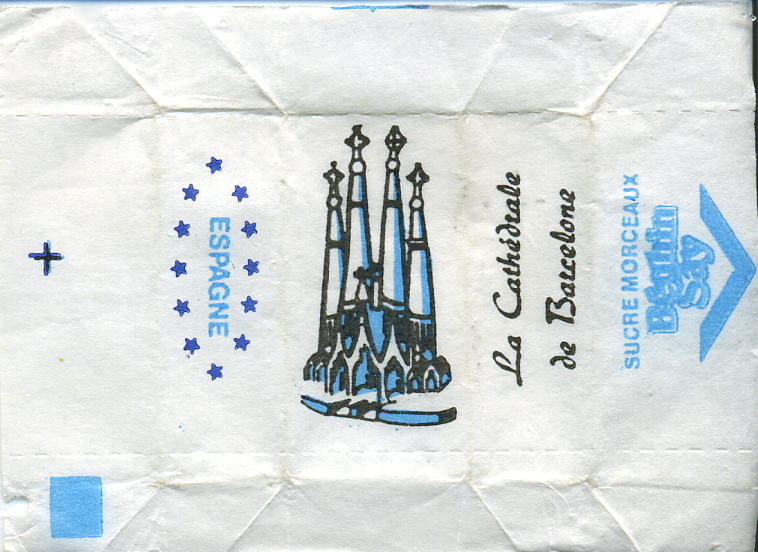 ESPAGNE
La Cathédrale
de Barcelone
SUCRE MORCEAUX
Béghin
Say